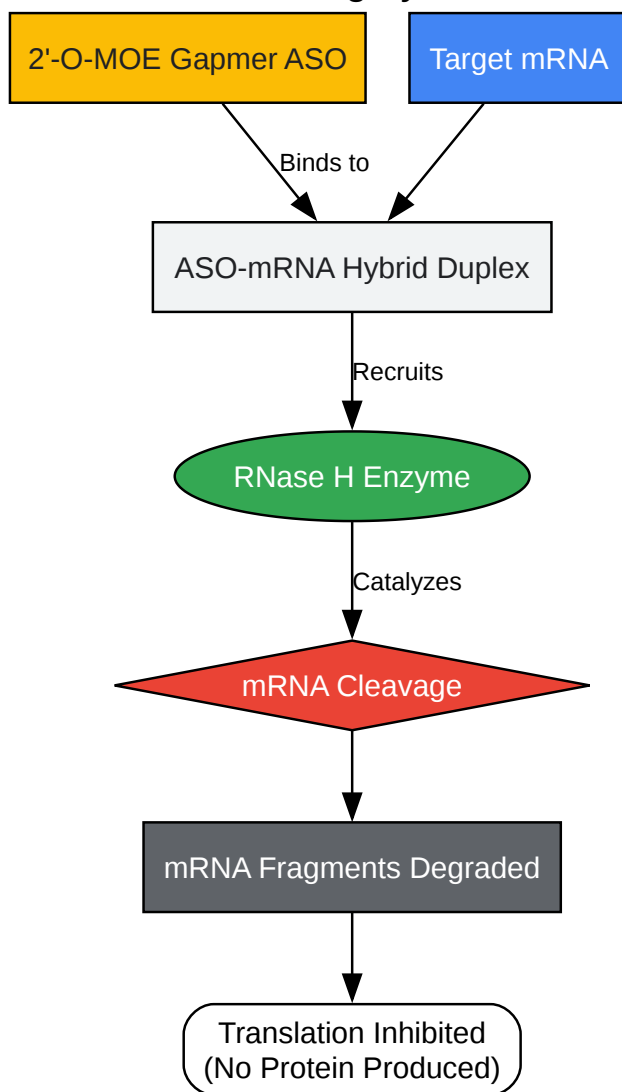 2'-O-MOE Gapmer ASO
Target mRNA
Binds to
ASO-mRNA Hybrid Duplex
Recruits
RNase H Enzyme
Catalyzes
mRNA Cleavage
mRNA Fragments Degraded
Translation Inhibited
(No Protein Produced)